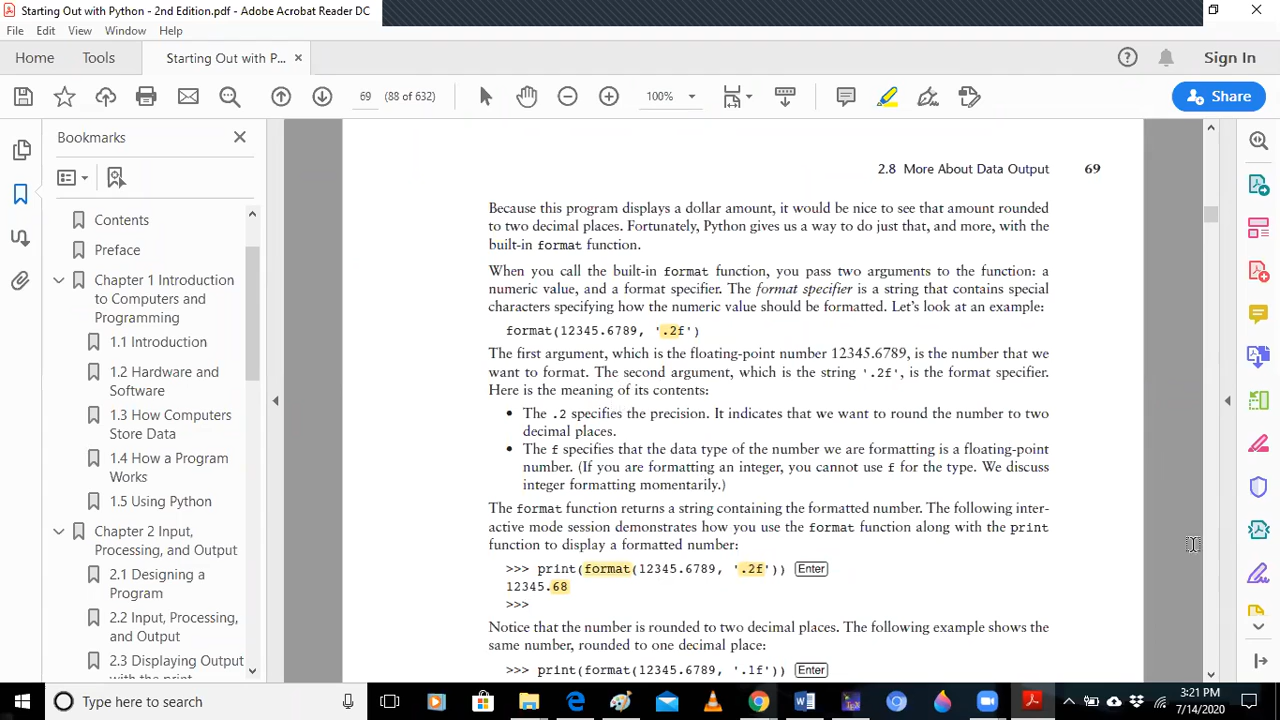 Starting Out with Python - 2nd Edition.pdf - Adobe Acrobat Reader DC
File Edit View Window Help
Home Tools Starting Out with P... × Sign In
69 (88 of 632) 100% Share
Bookmarks
Contents
Preface
Chapter 1 Introduction
to Computers and
Programming
1.1 Introduction
1.2 Hardware and
Software
1.3 How Computers
Store Data
1.4 How a Program
Works
1.5 Using Python
Chapter 2 Input,
Processing, and Output
2.1 Designing a
Program
2.2 Input, Processing,
and Output
2.3 Displaying Output
with the print
2.8 More About Data Output 69
Because this program displays a dollar amount, it would be nice to see that amount rounded
to two decimal places. Fortunately, Python gives us a way to do just that, and more, with the
built-in format function.
When you call the built-in format function, you pass two arguments to the function: a
numeric value, and a format specifier. The format specifier is a string that contains special
characters specifying how the numeric value should be formatted. Let's look at an example:
format(12345.6789, '.2f')
The first argument, which is the floating-point number 12345.6789, is the number that we
want to format. The second argument, which is the string '.2f', is the format specifier.
Here is the meaning of its contents:
• The .2 specifies the precision. It indicates that we want to round the number to two
decimal places.
• The f specifies that the data type of the number we are formatting is a floating-point
number. (If you are formatting an integer, you cannot use f for the type. We discuss
integer formatting momentarily.)
The format function returns a string containing the formatted number. The following inter-
active mode session demonstrates how you use the format function along with the print
function to display a formatted number:
>>> print(format(12345.6789, '.2f')) Enter
12345.68
>>>
Notice that the number is rounded to two decimal places. The following example shows the
same number, rounded to one decimal place:
>>> print(format(12345.6789, '.1f')) Enter
Type here to search
3:21 PM
7/14/2020